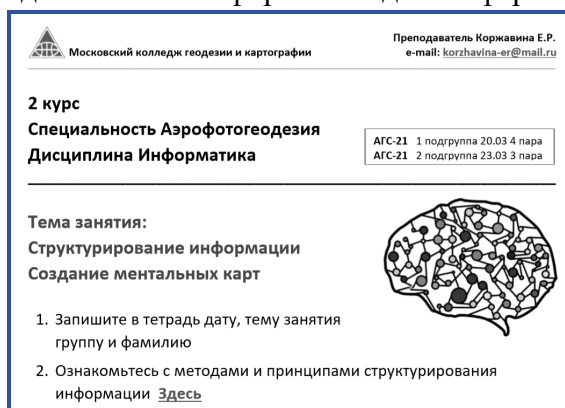 Московский колледж геодезии и картографии
Преподаватель Коржавина Е.Р.
e-mail: korzhavina-er@mail.ru
2 курс
Специальность Аэрофотогеодезия
Дисциплина Информатика
АГС-21 1 подгруппа 20.03 4 пара
АГС-21 2 подгруппа 23.03 3 пара
Тема занятия:
Структурирование информации
Создание ментальных карт
1. Запишите в тетрадь дату, тему занятия
группу и фамилию
2. Ознакомьтесь с методами и принципами структурирования
информации Здесь